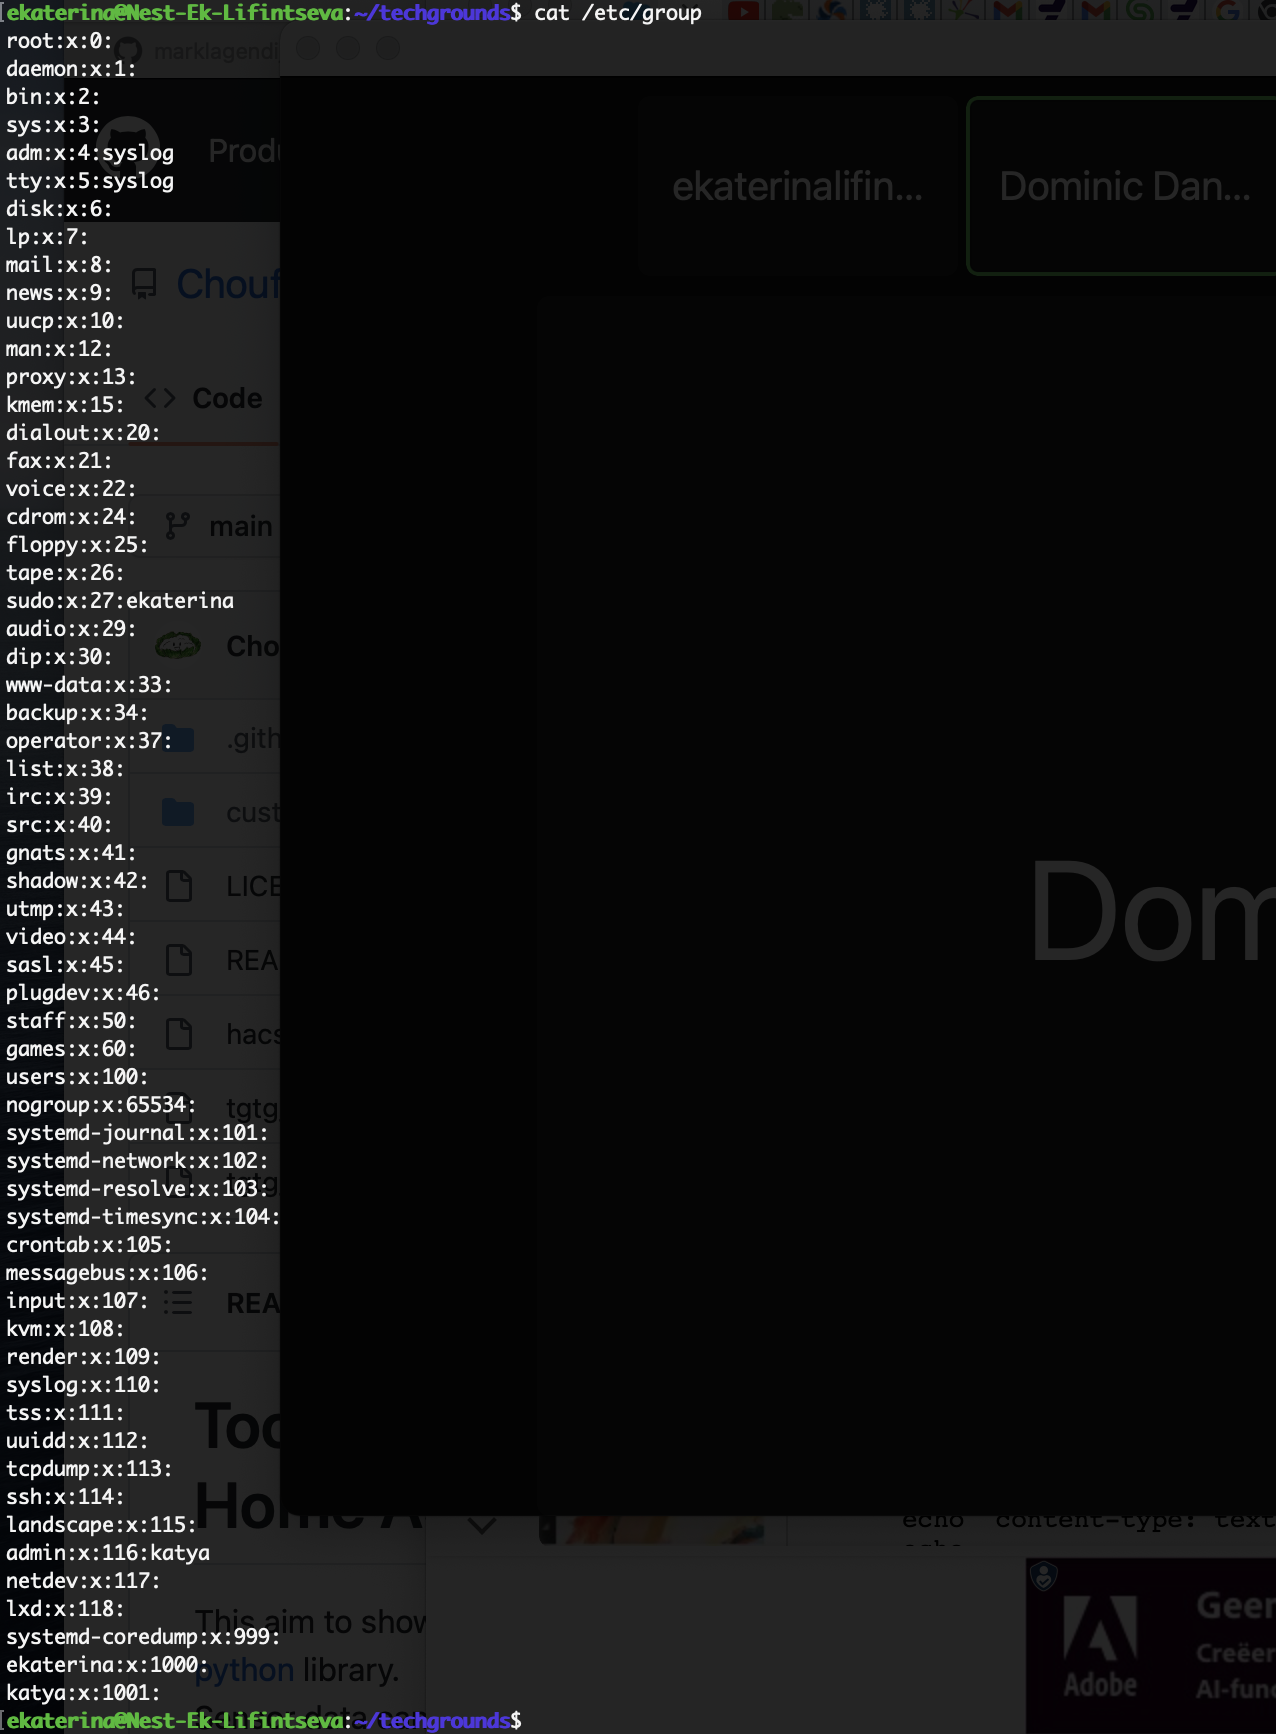 ekaterina@Nest-Ek-Lifintseva:~/techgrounds$ cat /etc/group
root:x:0:
daemon:x:1:
bin:x:2:
sys:x:3:
adm:x:4:syslog
tty:x:5:syslog
disk:x:6:
lp:x:7:
mail:x:8:
news:x:9:
uucp:x:10:
man:x:12:
proxy:x:13:
kmem:x:15:
dialout:x:20:
fax:x:21:
voice:x:22:
cdrom:x:24:
floppy:x:25:
tape:x:26:
sudo:x:27:ekaterina
audio:x:29:
dip:x:30:
www-data:x:33:
backup:x:34:
operator:x:37:
list:x:38:
irc:x:39:
src:x:40:
gnats:x:41:
shadow:x:42:
utmp:x:43:
video:x:44:
sasl:x:45:
plugdev:x:46:
staff:x:50:
games:x:60:
users:x:100:
nogroup:x:65534:
systemd-journal:x:101:
systemd-network:x:102:
systemd-resolve:x:103:
systemd-timesync:x:104:
crontab:x:105:
messagebus:x:106:
input:x:107:
kvm:x:108:
render:x:109:
syslog:x:110:
tss:x:111:
uuidd:x:112:
tcpdump:x:113:
ssh:x:114:
landscape:x:115:
admin:x:116:katya
netdev:x:117:
lxd:x:118:
systemd-coredump:x:999:
ekaterina:x:1000:
katya:x:1001:
ekaterina@Nest-Ek-Lifintseva:~/techgrounds$
marklagendi
Produ
ekaterinalifin...
Dominic Dan...
Chouf
Code
main
Cho
.gith
cust
LICE
REA
hacs
tgtg
tgtg
REA
Dom
Too
Home A
This aim to show
python library.
echo content-type: text
Adobe
Geen
Creëer
AI-func